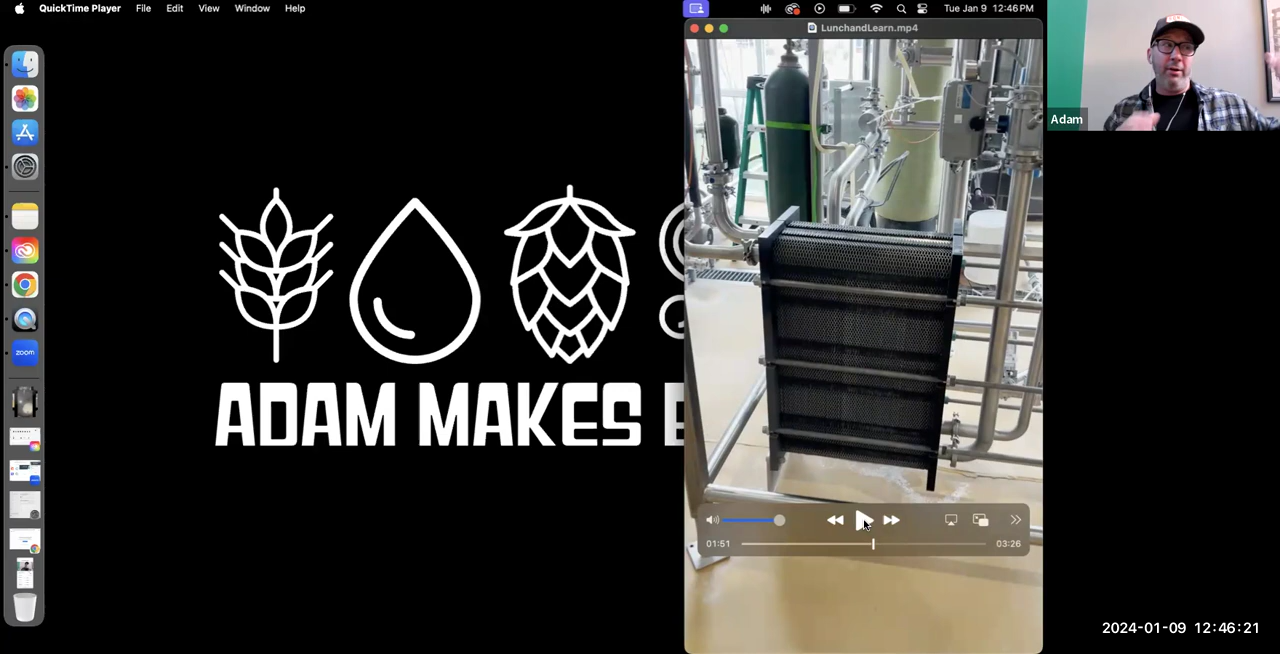 QuickTime Player File Edit View Window Help
Tue Jan 9 12:46 PM
LunchandLearn.mp4
Adam
zoom
ADAM MAKES
01:51
03:26
2024-01-09 12:46:21